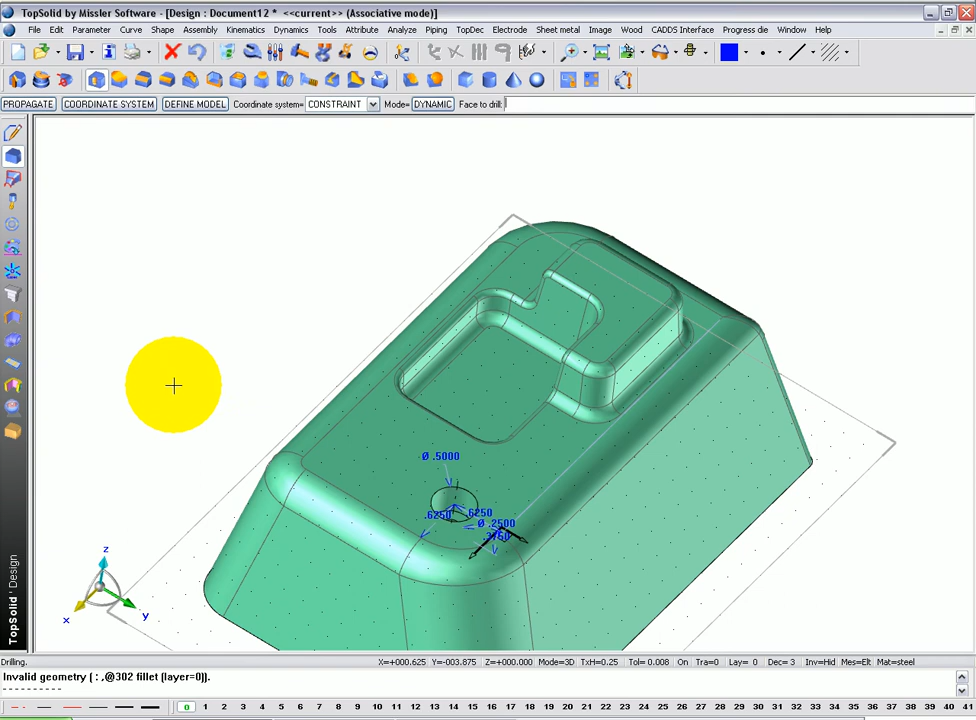 TopSolid by Missler Software - [Design : Document12 * <<current>> (Associative mode)]
File Edit Parameter Curve Shape Assembly Kinematics Dynamics Tools Attribute Analyze Piping TopDec Electrode Sheet metal Image Wood CADDS Interface Progress die Window Help
PROPAGATE COORDINATE SYSTEM DEFINE MODEL Coordinate system= CONSTRAINT Mode= DYNAMIC Face to drill:
Ø .5000
.6250 .6250
Ø .2500
.3750
z
x y
TopSolid ' Design
Drilling. X=+000.625 Y=-003.875 Z=+000.000 Mode=3D TxH=0.25 Tol= 0.008 On Tra=0 Lay= 0 Dec= 3 Inv=Hid Mes=Elt Mat=steel
Invalid geometry ( : ,@302 fillet (layer=0)).
----------
0 1 2 3 4 5 6 7 8 9 10 11 12 13 14 15 16 17 18 19 20 21 22 23 24 25 26 27 28 29 30 31 32 33 34 35 36 37 38 39 40 41